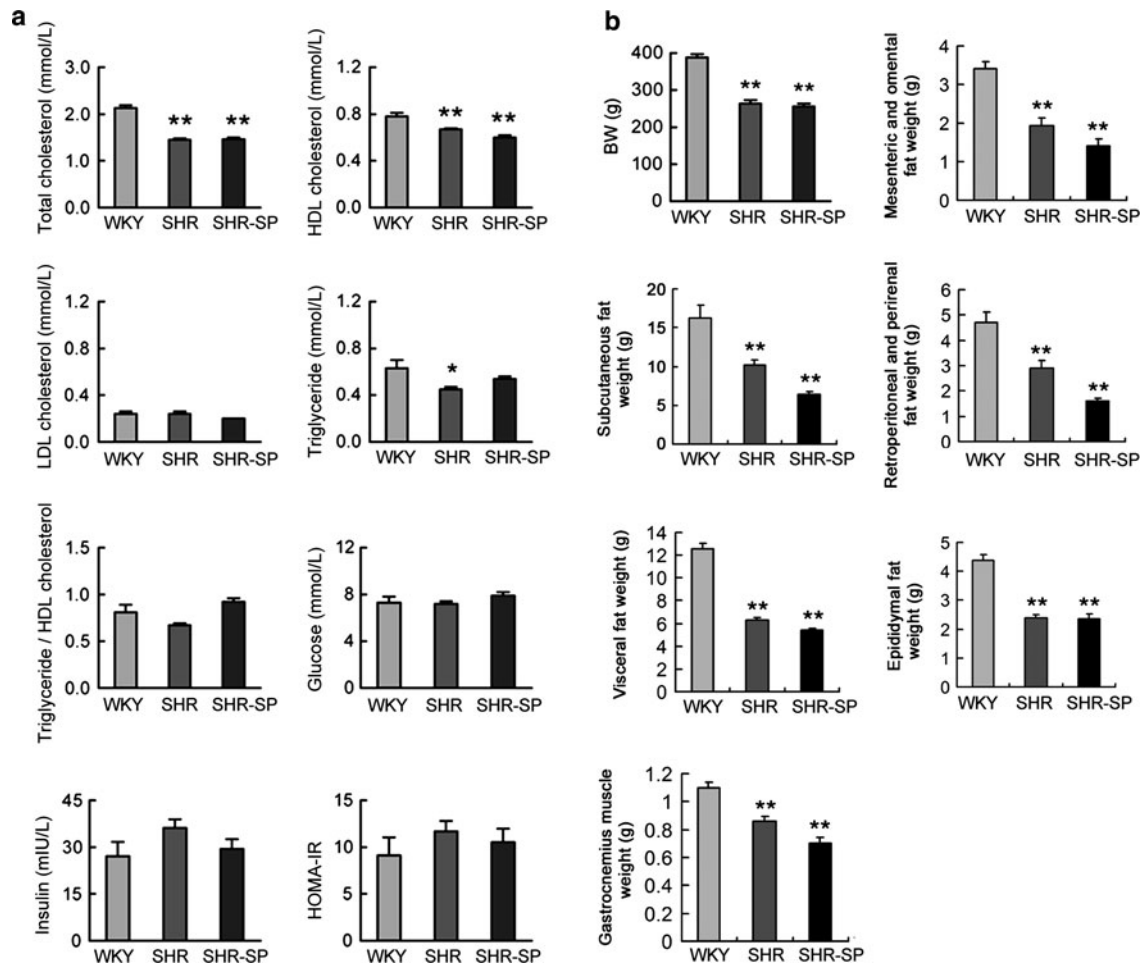 a
Total cholesterol (mmol/L)
3.0
2.0
1.0
0.0
** **
WKY SHR SHR-SP
HDL cholesterol (mmol/L)
1.2
0.8
0.4
0.0
** **
WKY SHR SHR-SP
LDL cholesterol (mmol/L)
1.2
0.8
0.4
0.0
WKY SHR SHR-SP
Triglyceride (mmol/L)
1.2
0.8
0.4
0.0
*
WKY SHR SHR-SP
Triglyceride / HDL cholesterol
1.5
1.0
0.5
0.0
WKY SHR SHR-SP
Glucose (mmol/L)
12
8
4
0
WKY SHR SHR-SP
Insulin (mIU/L)
45
30
15
0
WKY SHR SHR-SP
HOMA-IR
15
10
5
0
WKY SHR SHR-SP
b
BW (g)
400
300
200
100
0
** **
WKY SHR SHR-SP
Mesenteric and omental
fat weight (g)
4
3
2
1
0
** **
WKY SHR SHR-SP
Subcutaneous fat
weight (g)
20
15
10
5
0
** **
WKY SHR SHR-SP
Retroperitoneal and perirenal
fat weight (g)
6
5
4
3
2
1
0
** **
WKY SHR SHR-SP
Visceral fat weight (g)
14
12
10
8
6
4
2
0
** **
WKY SHR SHR-SP
Epididymal fat
weight (g)
5
4
3
2
1
0
** **
WKY SHR SHR-SP
Gastrocnemius muscle
weight (g)
1.2
1
0.8
0.6
0.4
0.2
0
** **
WKY SHR SHR-SP